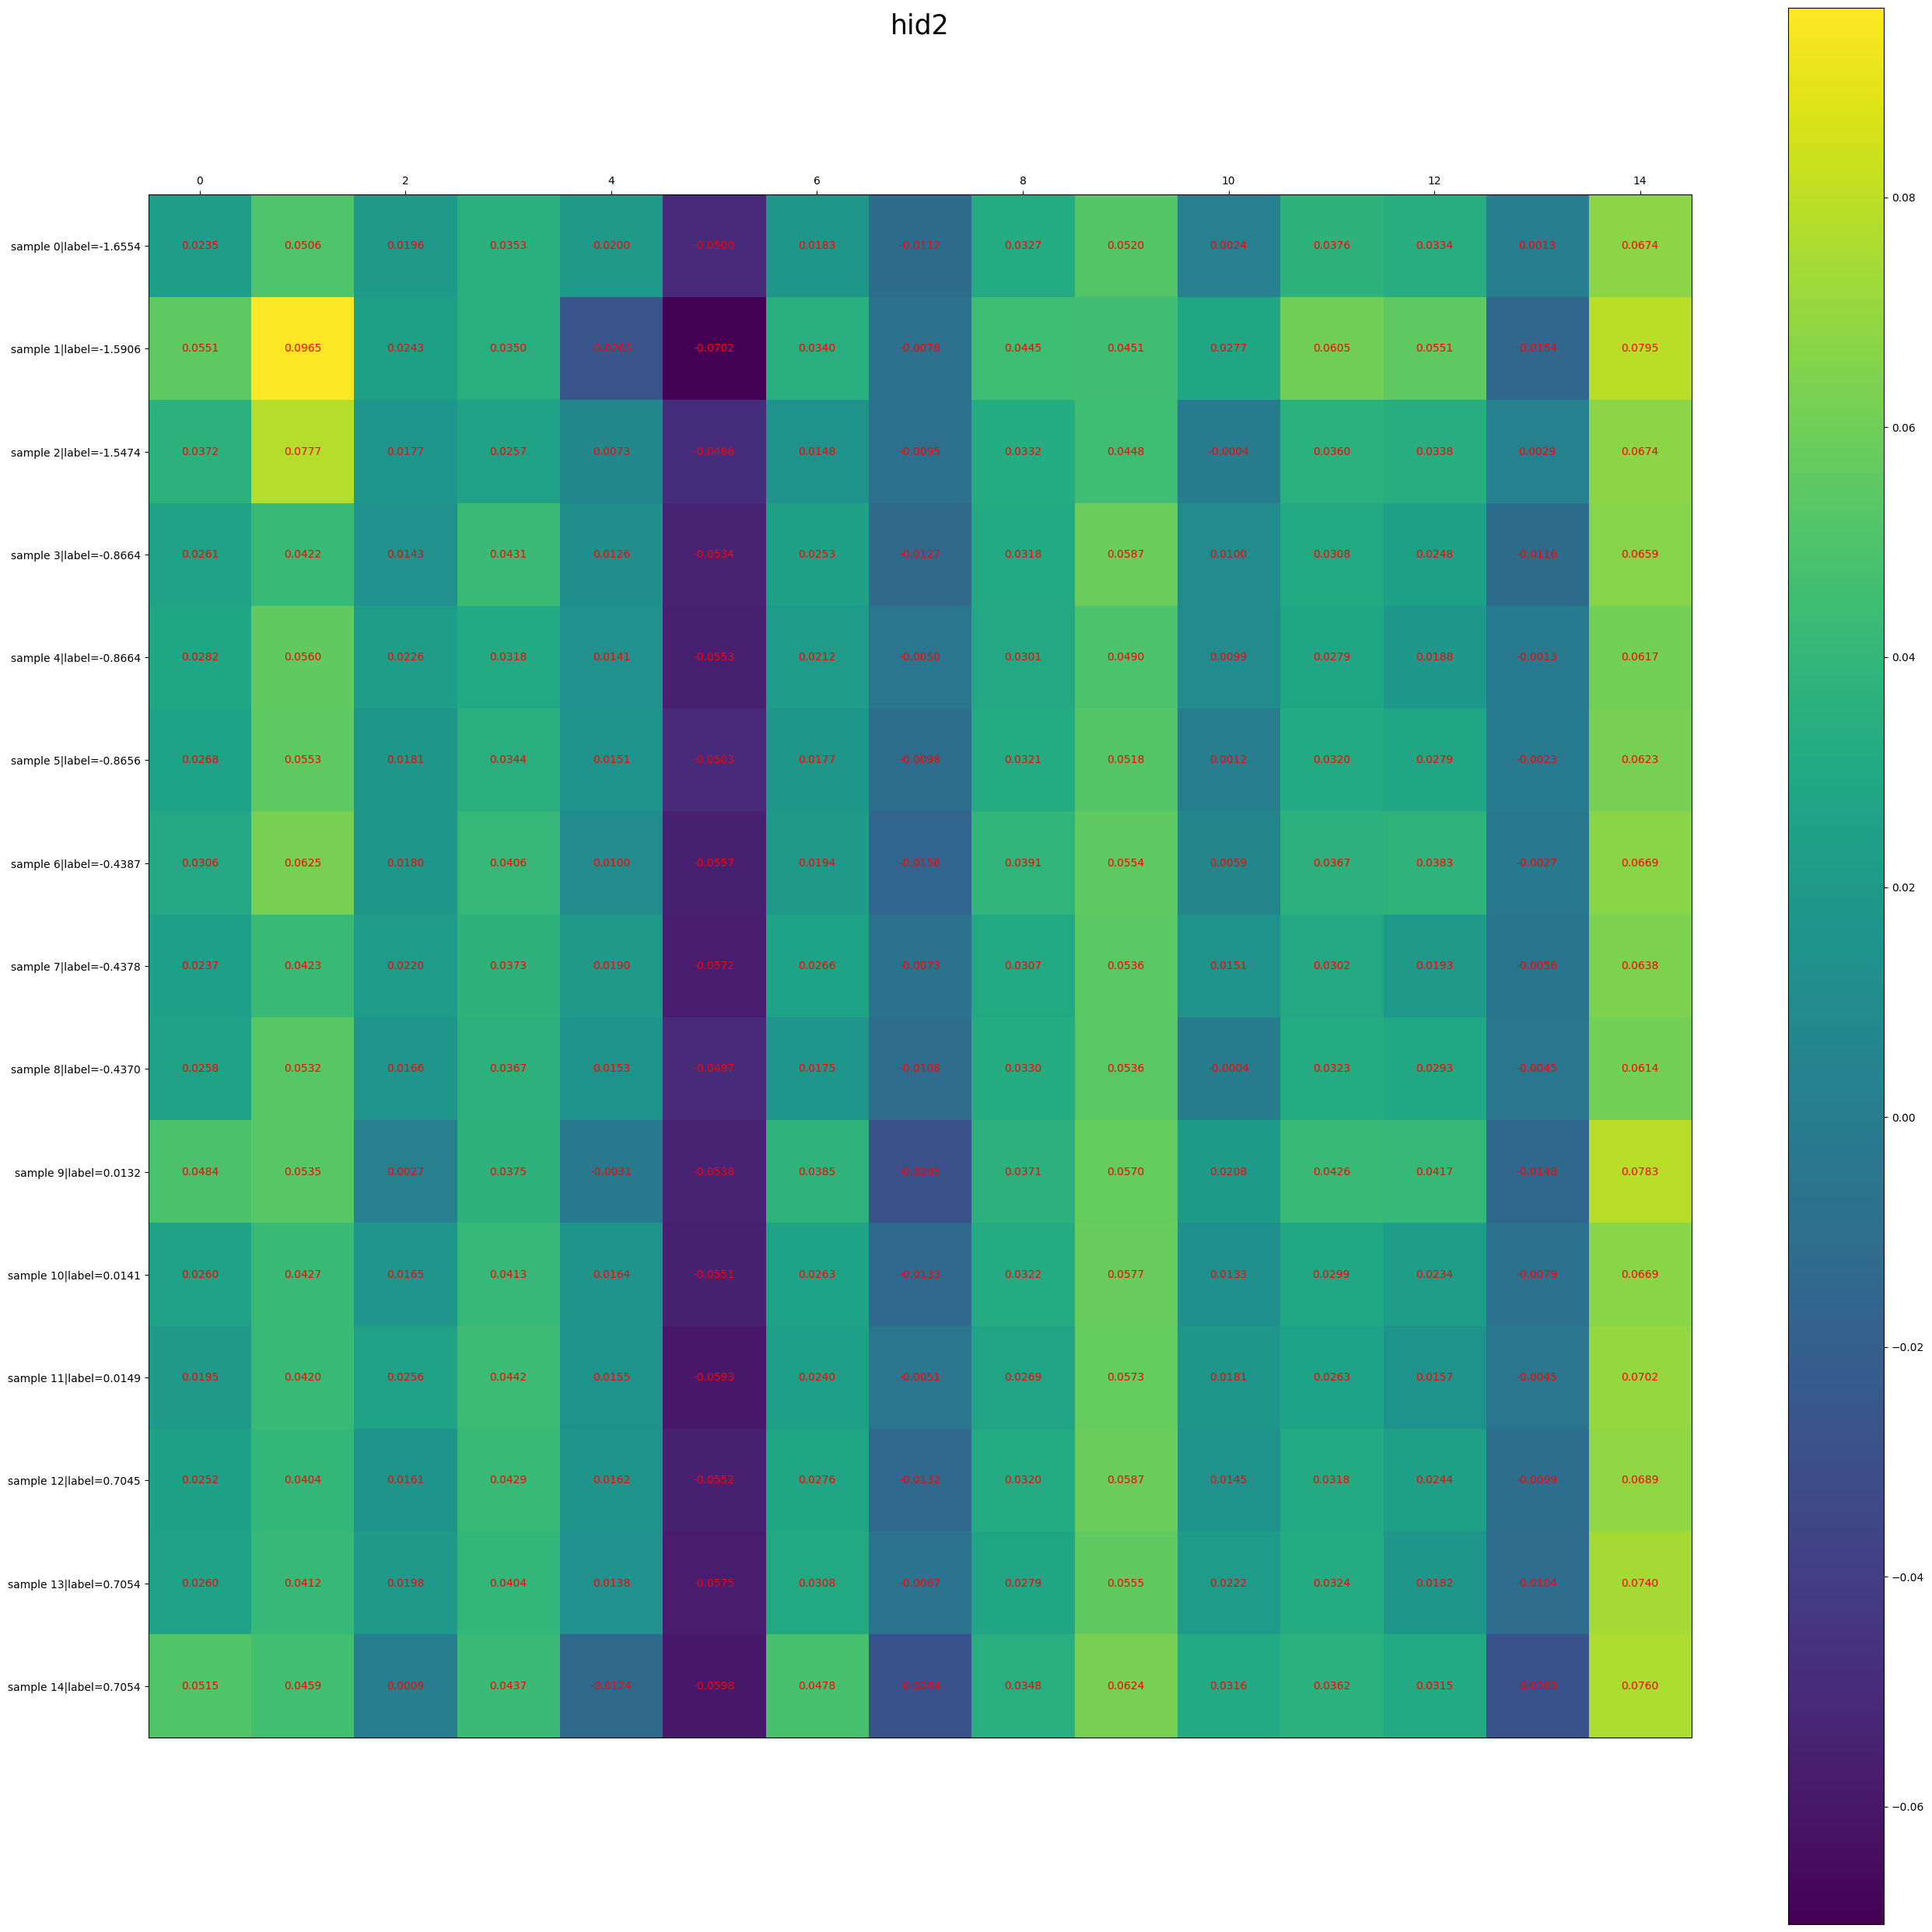 hid2
0 2 4 6 8 10 12 14
sample 0|label=-1.6554 0.0235 0.0506 0.0196 0.0353 0.0200 -0.0500 0.0183 -0.0112 0.0327 0.0520 0.0024 0.0376 0.0334 0.0013 0.0674
sample 1|label=-1.5906 0.0551 0.0965 0.0243 0.0350 -0.0702 0.0340 -0.0078 0.0445 0.0451 0.0277 0.0605 0.0551 0.0795
sample 2|label=-1.5474 0.0372 0.0777 0.0177 0.0257 0.0073 -0.0486 0.0148 -0.0095 0.0332 0.0448 -0.0004 0.0360 0.0338 0.0029 0.0674
sample 3|label=-0.8664 0.0261 0.0422 0.0143 0.0431 0.0126 -0.0534 0.0253 -0.0127 0.0318 0.0587 0.0100 0.0308 0.0248 -0.0116 0.0659
sample 4|label=-0.8664 0.0282 0.0560 0.0226 0.0318 0.0141 -0.0553 0.0212 -0.0050 0.0301 0.0490 0.0099 0.0279 0.0188 -0.0013 0.0617
sample 5|label=-0.8656 0.0268 0.0553 0.0181 0.0344 0.0151 -0.0503 0.0177 0.0321 0.0518 0.0012 0.0320 0.0279 -0.0023 0.0623
sample 6|label=-0.4387 0.0306 0.0625 0.0180 0.0406 0.0100 -0.0557 0.0194 -0.0156 0.0391 0.0554 0.0059 0.0367 0.0383 -0.0027 0.0669
sample 7|label=-0.4378 0.0237 0.0423 0.0220 0.0373 0.0190 -0.0572 0.0266 -0.0073 0.0307 0.0536 0.0151 0.0302 0.0193 -0.0056 0.0638
sample 8|label=-0.4370 0.0258 0.0532 0.0166 0.0367 0.0153 -0.0497 0.0175 -0.0108 0.0330 0.0536 -0.0004 0.0323 0.0293 -0.0045 0.0614
sample 9|label=0.0132 0.0484 0.0535 0.0027 0.0375 -0.0031 -0.0538 0.0385 0.0371 0.0570 0.0208 0.0426 0.0417 -0.0148 0.0783
sample 10|label=0.0141 0.0260 0.0427 0.0165 0.0413 0.0164 -0.0551 0.0263 -0.0133 0.0322 0.0577 0.0133 0.0299 0.0234 -0.0079 0.0669
sample 11|label=0.0149 0.0195 0.0420 0.0256 0.0442 0.0155 -0.0593 0.0240 -0.0051 0.0269 0.0573 0.0181 0.0263 0.0157 -0.0045 0.0702
sample 12|label=0.7045 0.0252 0.0404 0.0161 0.0429 0.0162 -0.0552 0.0276 -0.0132 0.0320 0.0587 0.0145 0.0318 0.0244 -0.0099 0.0689
sample 13|label=0.7054 0.0260 0.0412 0.0198 0.0404 0.0138 -0.0575 0.0308 -0.0067 0.0279 0.0555 0.0222 0.0324 0.0182 -0.0104 0.0740
sample 14|label=0.7054 0.0515 0.0459 0.0009 0.0437 -0.0124 -0.0598 0.0478 0.0348 0.0624 0.0316 0.0362 0.0315 0.0760
0.08
0.06
0.04
0.02
0.00
−0.02
−0.04
−0.06